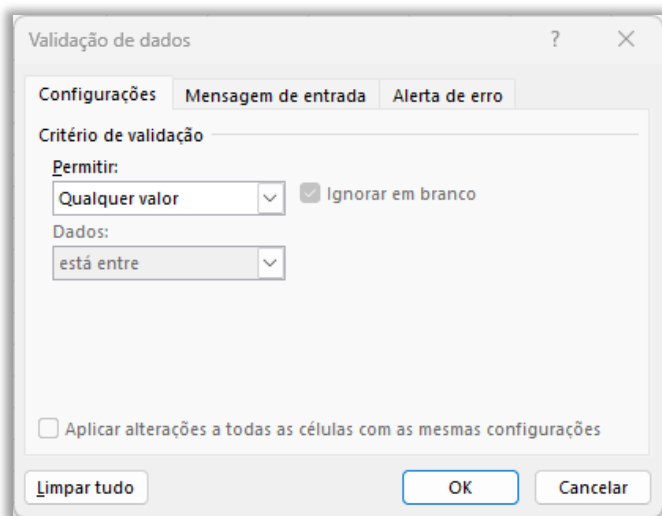 Validação de dados ?
Configurações Mensagem de entrada Alerta de erro
Critério de validação
Permitir:
Qualquer valor Ignorar em branco
Dados:
está entre
Aplicar alterações a todas as células com as mesmas configurações
Limpar tudo OK Cancelar